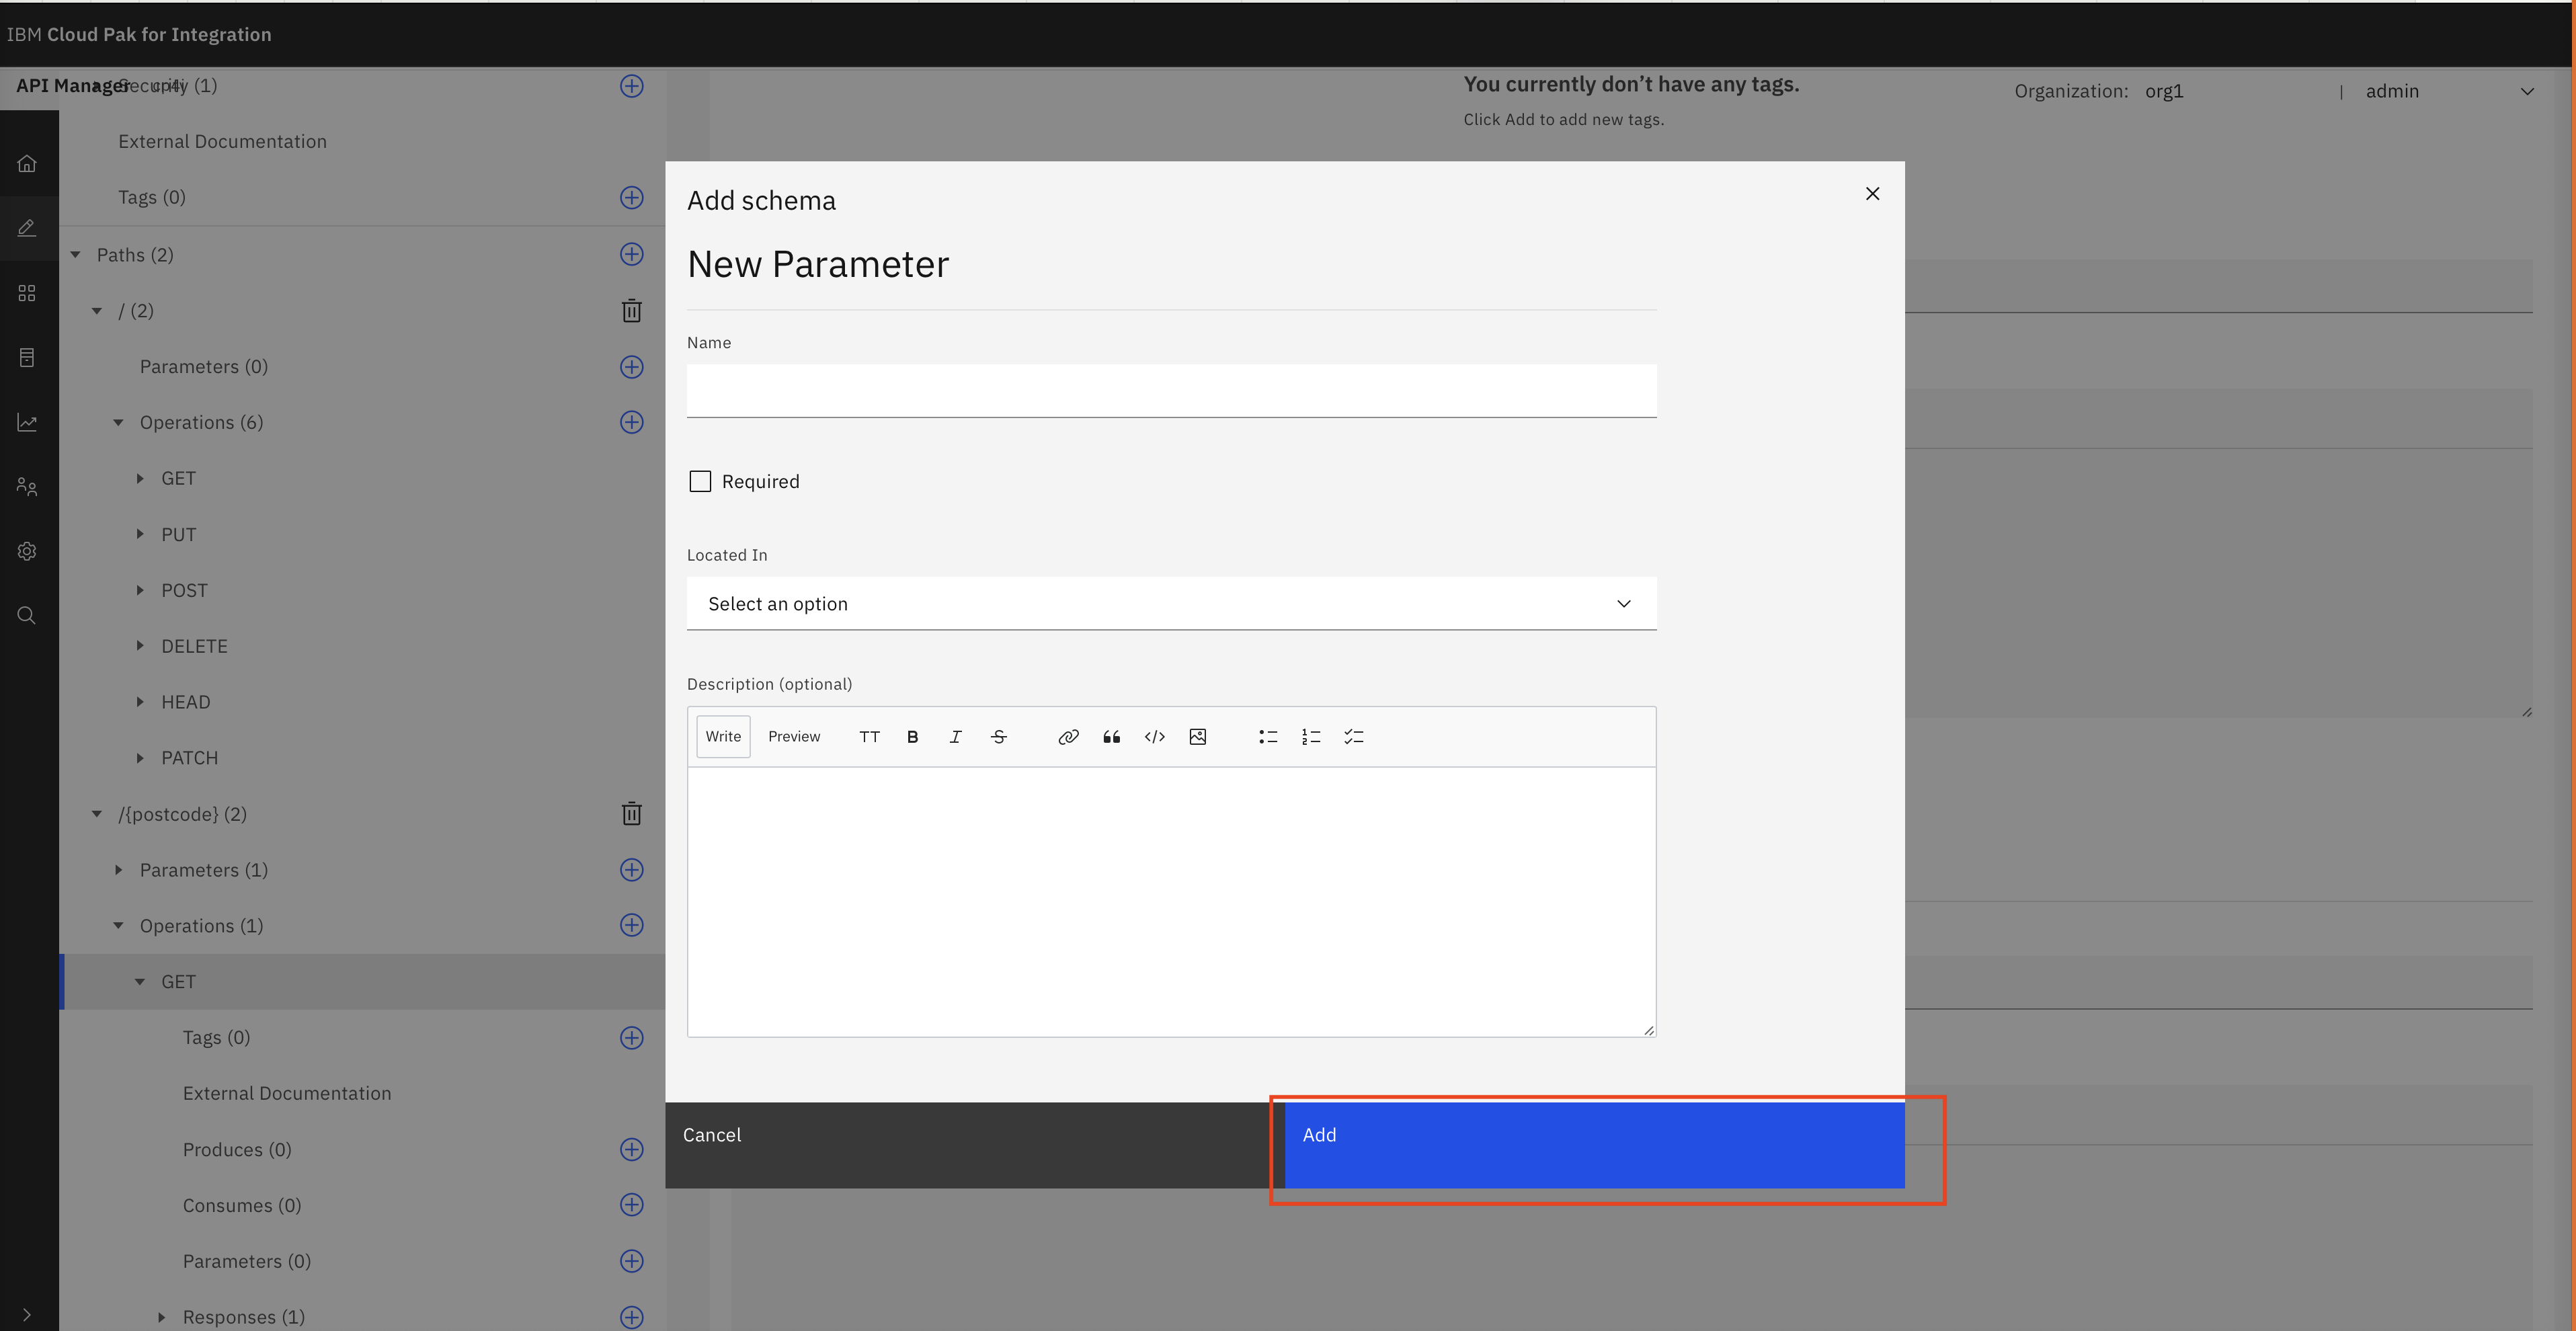 IBM Cloud Pak for Integration
API Manager
Security (1)
You currently don’t have any tags.
Click Add to add new tags.
Organization: org1 | admin
External Documentation
Tags (0)
Paths (2)
/ (2)
Parameters (0)
Operations (6)
GET
PUT
POST
DELETE
HEAD
PATCH
/{postcode} (2)
Parameters (1)
Operations (1)
GET
Tags (0)
External Documentation
Produces (0)
Consumes (0)
Parameters (0)
Responses (1)
Add schema
New Parameter
Name
Required
Located In
Select an option
Description (optional)
Write Preview TT B I S
Cancel
Add